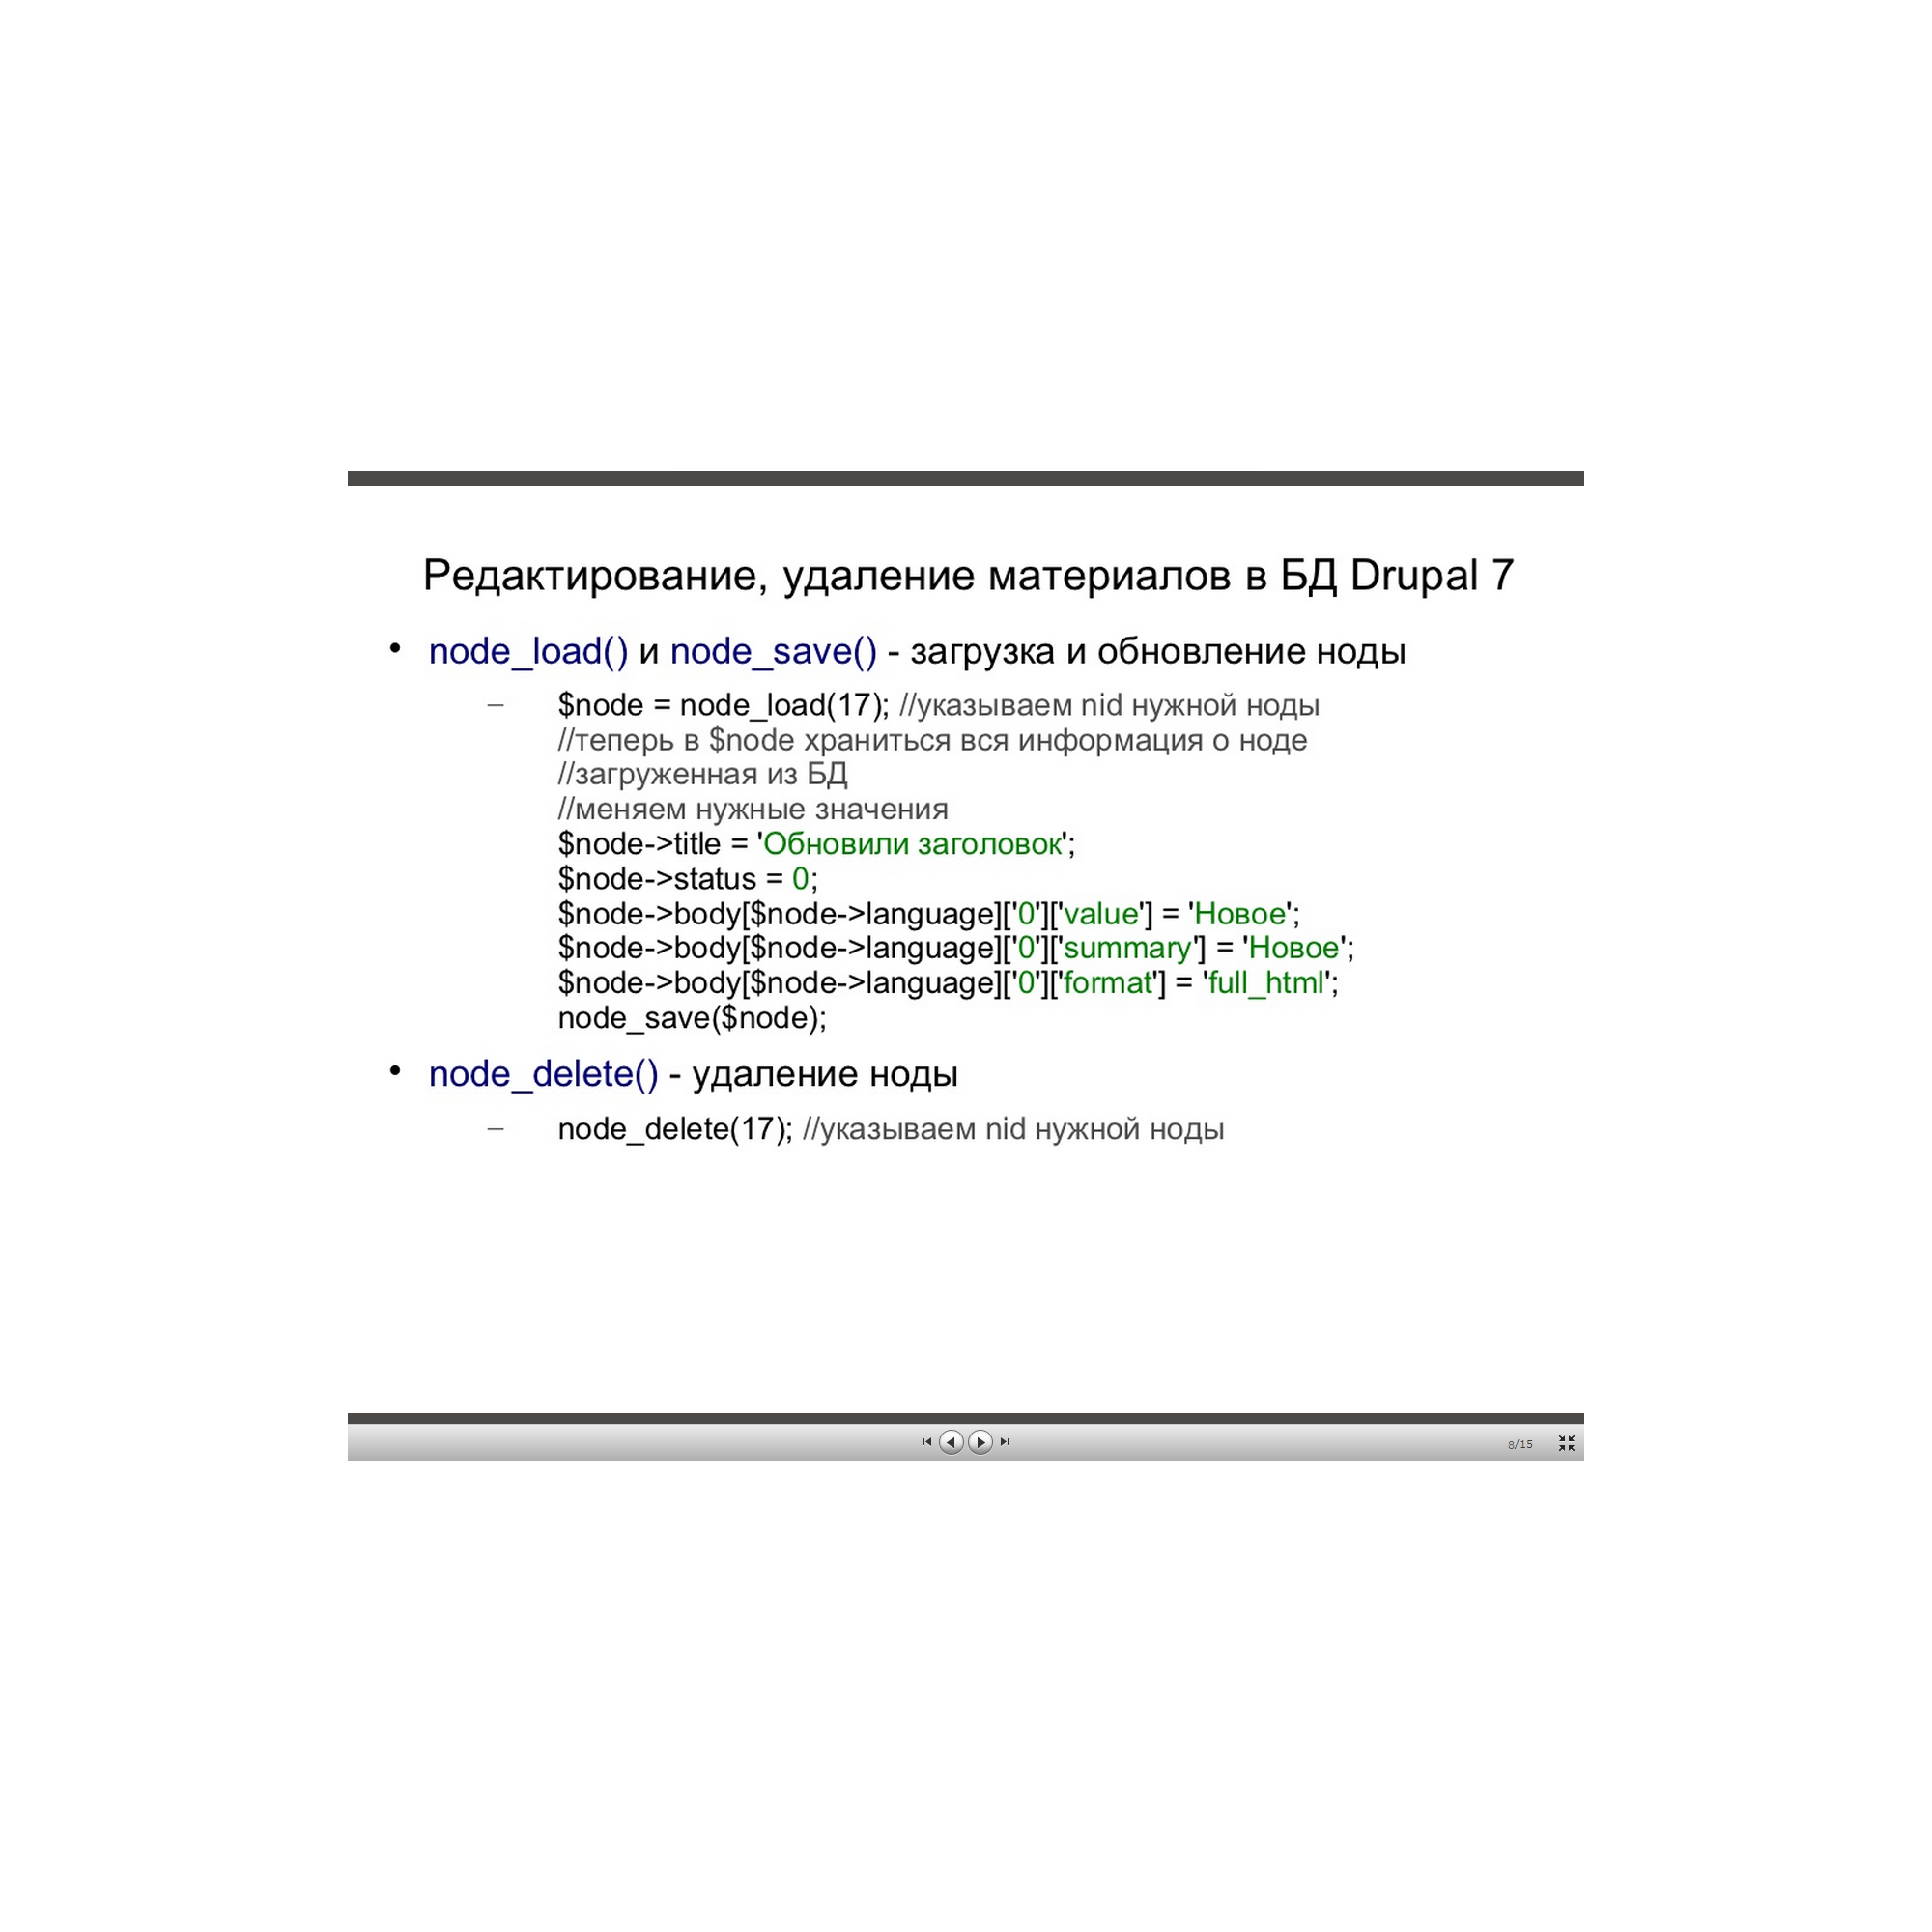 Редактирование, удаление материалов в БД Drupal 7
• node_load() и node_save() - загрузка и обновление ноды
– $node = node_load(17); //указываем nid нужной ноды
//теперь в $node храниться вся информация о ноде
//загруженная из БД
//меняем нужные значения
$node->title = 'Обновили заголовок';
$node->status = 0;
$node->body[$node->language]['0']['value'] = 'Новое';
$node->body[$node->language]['0']['summary'] = 'Новое';
$node->body[$node->language]['0']['format'] = 'full_html';
node_save($node);
• node_delete() - удаление ноды
– node_delete(17); //указываем nid нужной ноды
8/15